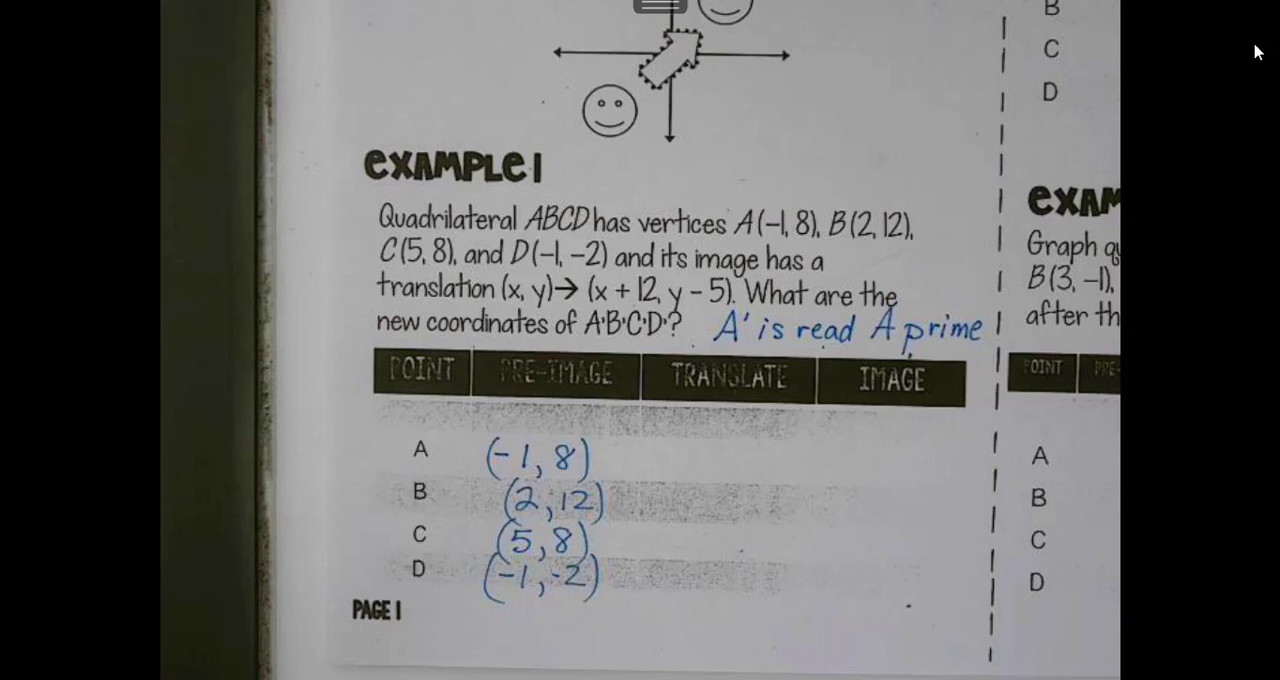 EXAMPLE 1
Quadrilateral ABCD has vertices A(-1, 8), B(2, 12),
C(5, 8), and D(-1, -2) and its image has a
translation (x, y)→ (x + 12, y - 5). What are the
new coordinates of A'B'C'D'? A' is read A prime
POINT PRE-IMAGE TRANSLATE IMAGE
A (-1, 8)
B (2, 12)
C (5, 8)
D (-1, -2)
PAGE 1
B
C
D
EXAM
Graph qu
B(3, -1),
after th
POINT PRE-
A
B
C
D